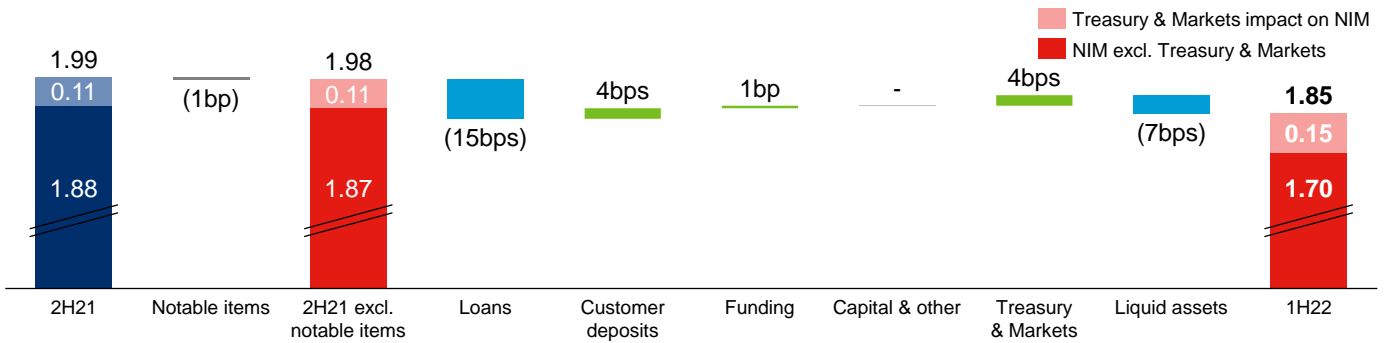 Treasury & Markets impact on NIM
NIM excl. Treasury & Markets
1.99
0.11
1.88
(1bp)
1.98
0.11
1.87
(15bps)
4bps
1bp
-
4bps
(7bps)
1.85
0.15
1.70
2H21
Notable items
2H21 excl.
notable items
Loans
Customer
deposits
Funding
Capital & other
Treasury
& Markets
Liquid assets
1H22